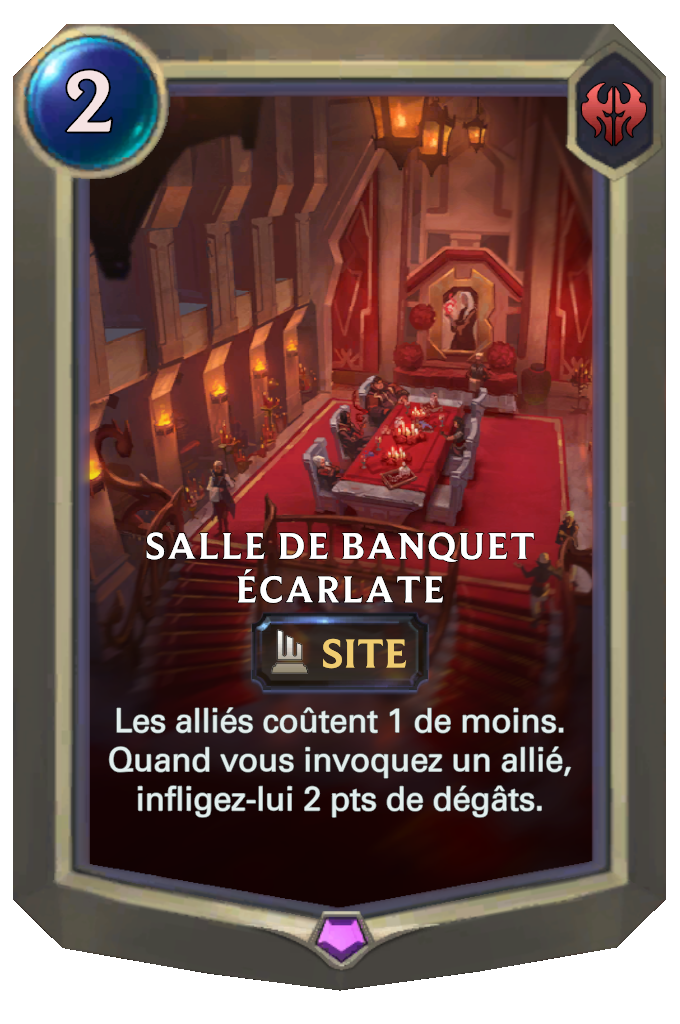 2
SALLE DE BANQUET
ÉCARLATE
SITE
Les alliés coûtent 1 de moins.
Quand vous invoquez un allié,
infligez-lui 2 pts de dégâts.